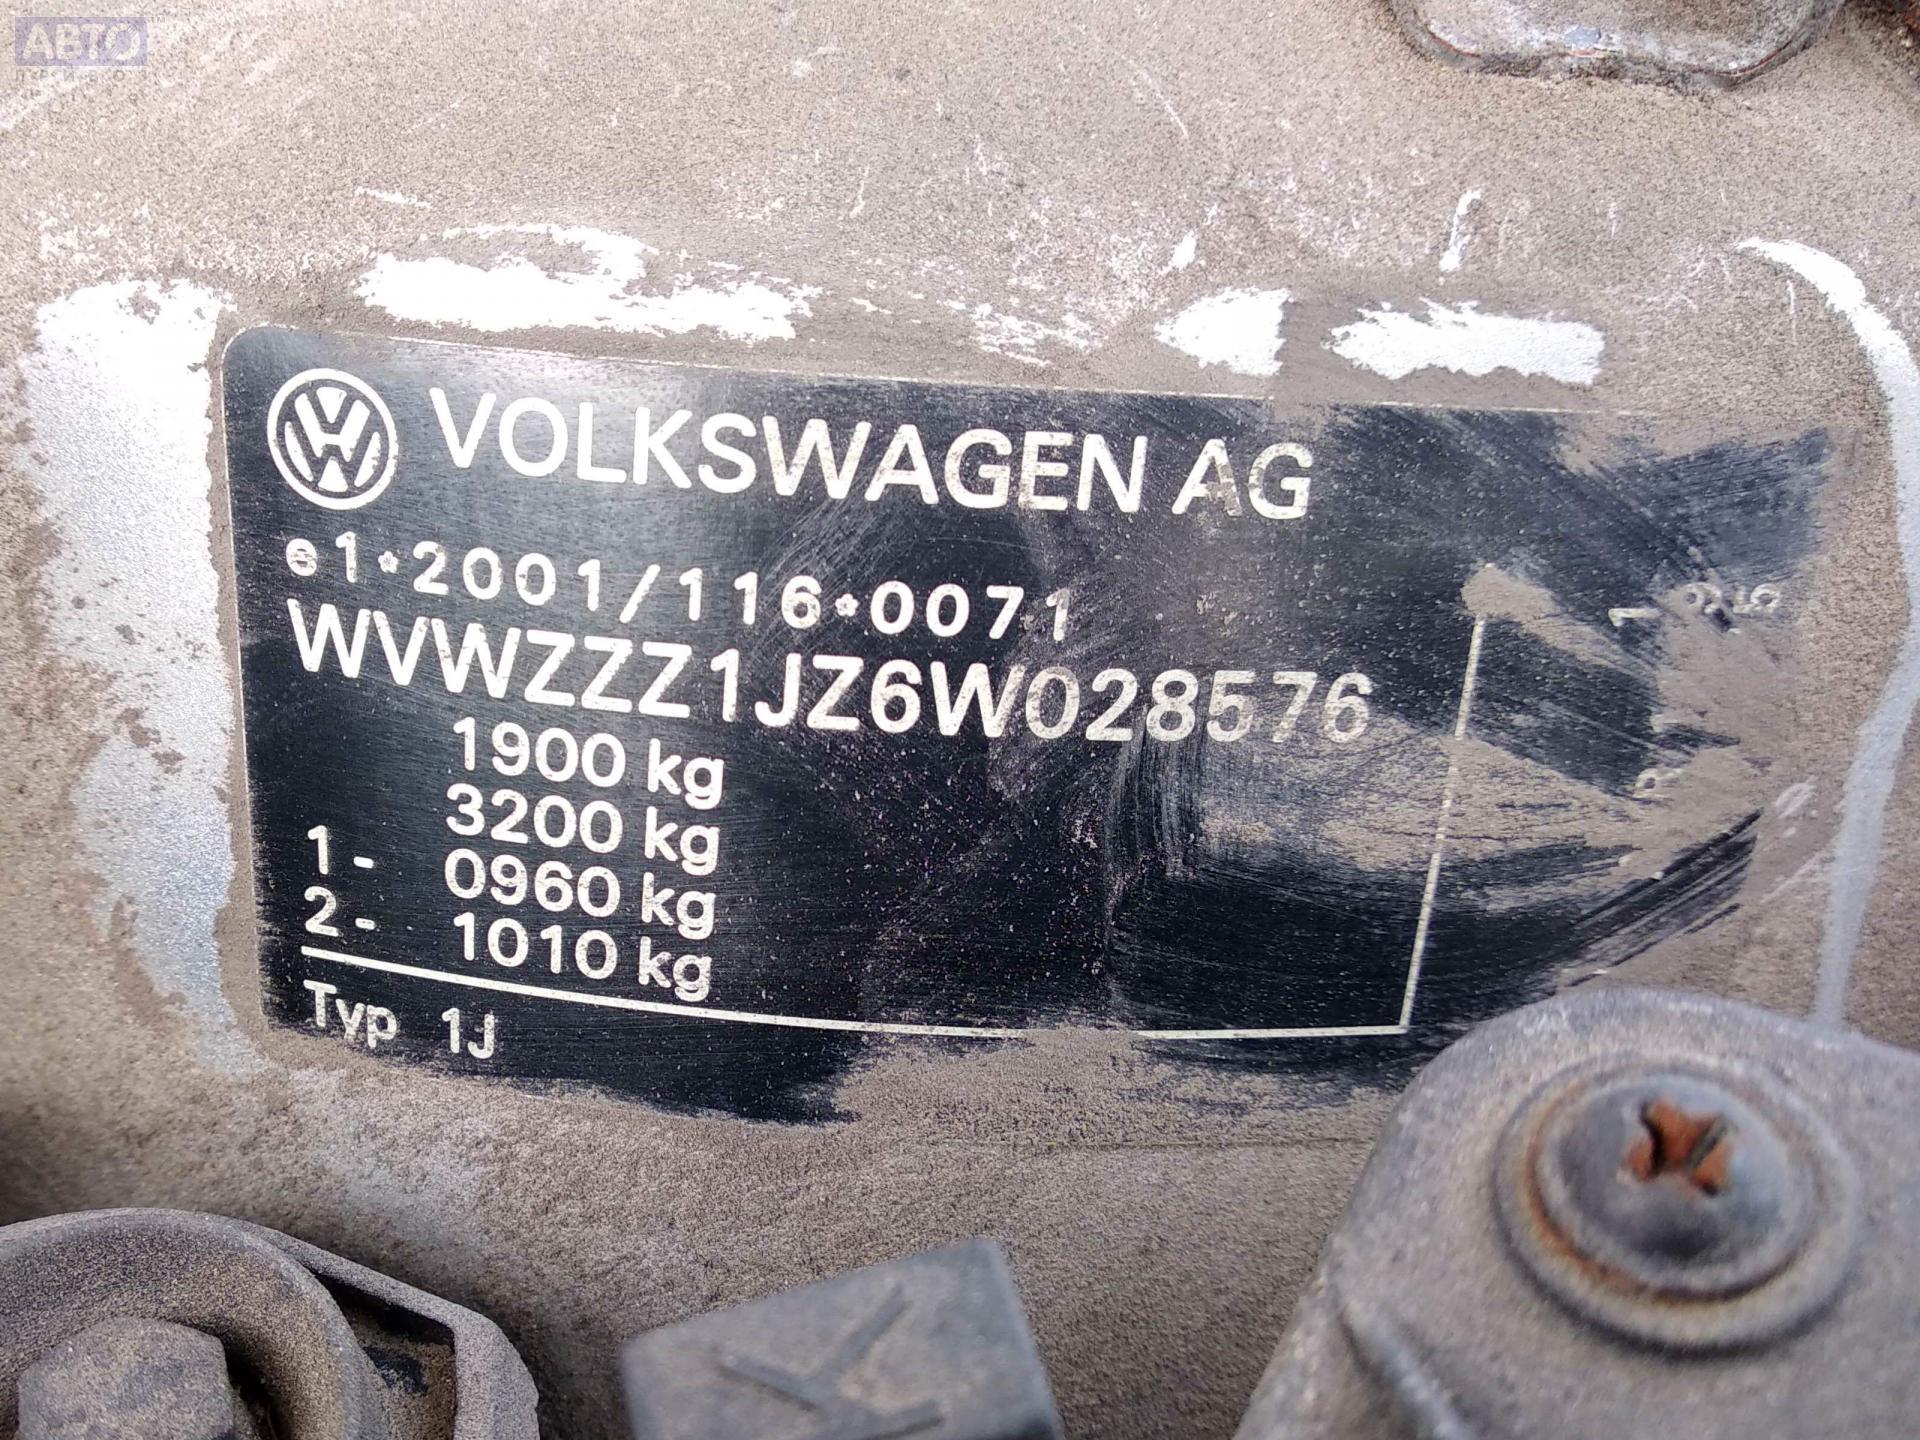 АВТО
ПРИВОЗ
VOLKSWAGEN AG
e1*2001/116*0071
WVWZZZ1JZ6W028576
1900 kg
3200 kg
1- 0960 kg
2- 1010 kg
Typ 1J
K